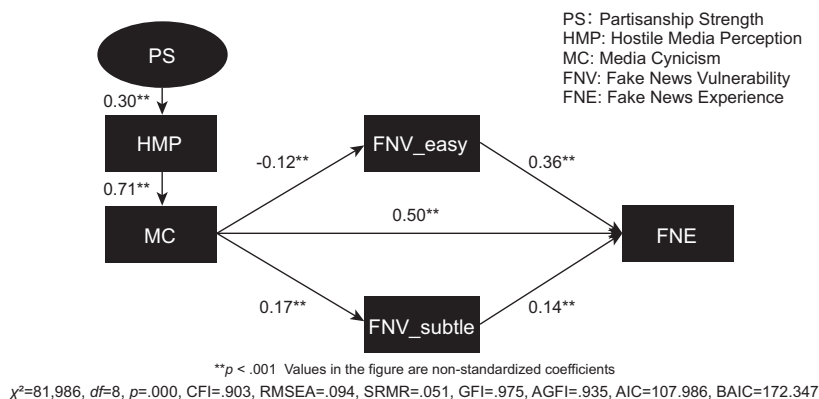 PS: Partisanship Strength
HMP: Hostile Media Perception
MC: Media Cynicism
FNV: Fake News Vulnerability
FNE: Fake News Experience
PS
0.30**
HMP
0.71**
MC
-0.12**
FNV_easy
0.36**
0.50**
FNE
0.17**
FNV_subtle
0.14**
**p < .001 Values in the figure are non-standardized coefficients
χ²=81,986, df=8, p=.000, CFI=.903, RMSEA=.094, SRMR=.051, GFI=.975, AGFI=.935, AIC=107.986, BAIC=172.347